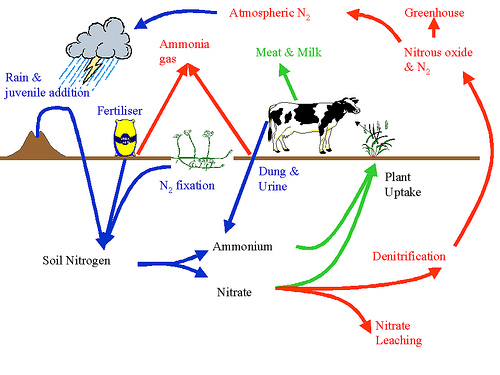 Atmospheric N2
Greenhouse
Ammonia
gas
Meat & Milk
Nitrous oxide
& N2
Rain &
juvenile addition
Fertiliser
N2 fixation
Dung &
Urine
Plant
Uptake
Soil Nitrogen
Ammonium
Denitrification
Nitrate
Nitrate
Leaching